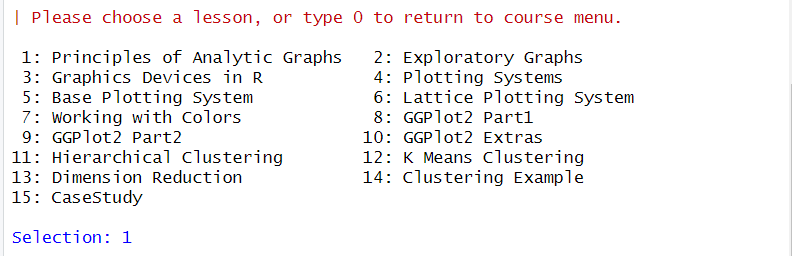 | Please choose a lesson, or type 0 to return to course menu.
1: Principles of Analytic Graphs   2: Exploratory Graphs
3: Graphics Devices in R   4: Plotting Systems
5: Base Plotting System   6: Lattice Plotting System
7: Working with Colors   8: GGPlot2 Part1
9: GGPlot2 Part2   10: GGPlot2 Extras
11: Hierarchical Clustering   12: K Means Clustering
13: Dimension Reduction   14: Clustering Example
15: CaseStudy
Selection: 1